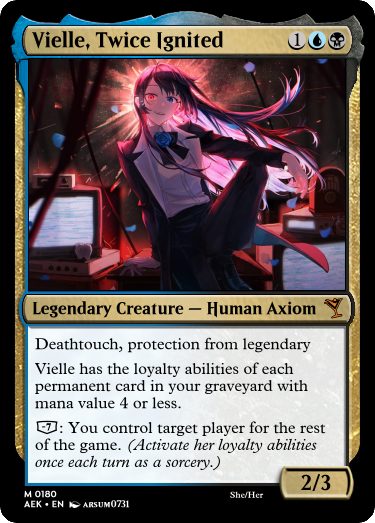 Vielle, Twice Ignited 1
Legendary Creature — Human Axiom
Deathtouch, protection from legendary
Vielle has the loyalty abilities of each
permanent card in your graveyard with
mana value 4 or less.
-7: You control target player for the rest
of the game. (Activate her loyalty abilities
once each turn as a sorcery.)
2/3
M 0180
AEK • EN ARSUM0731
She/Her